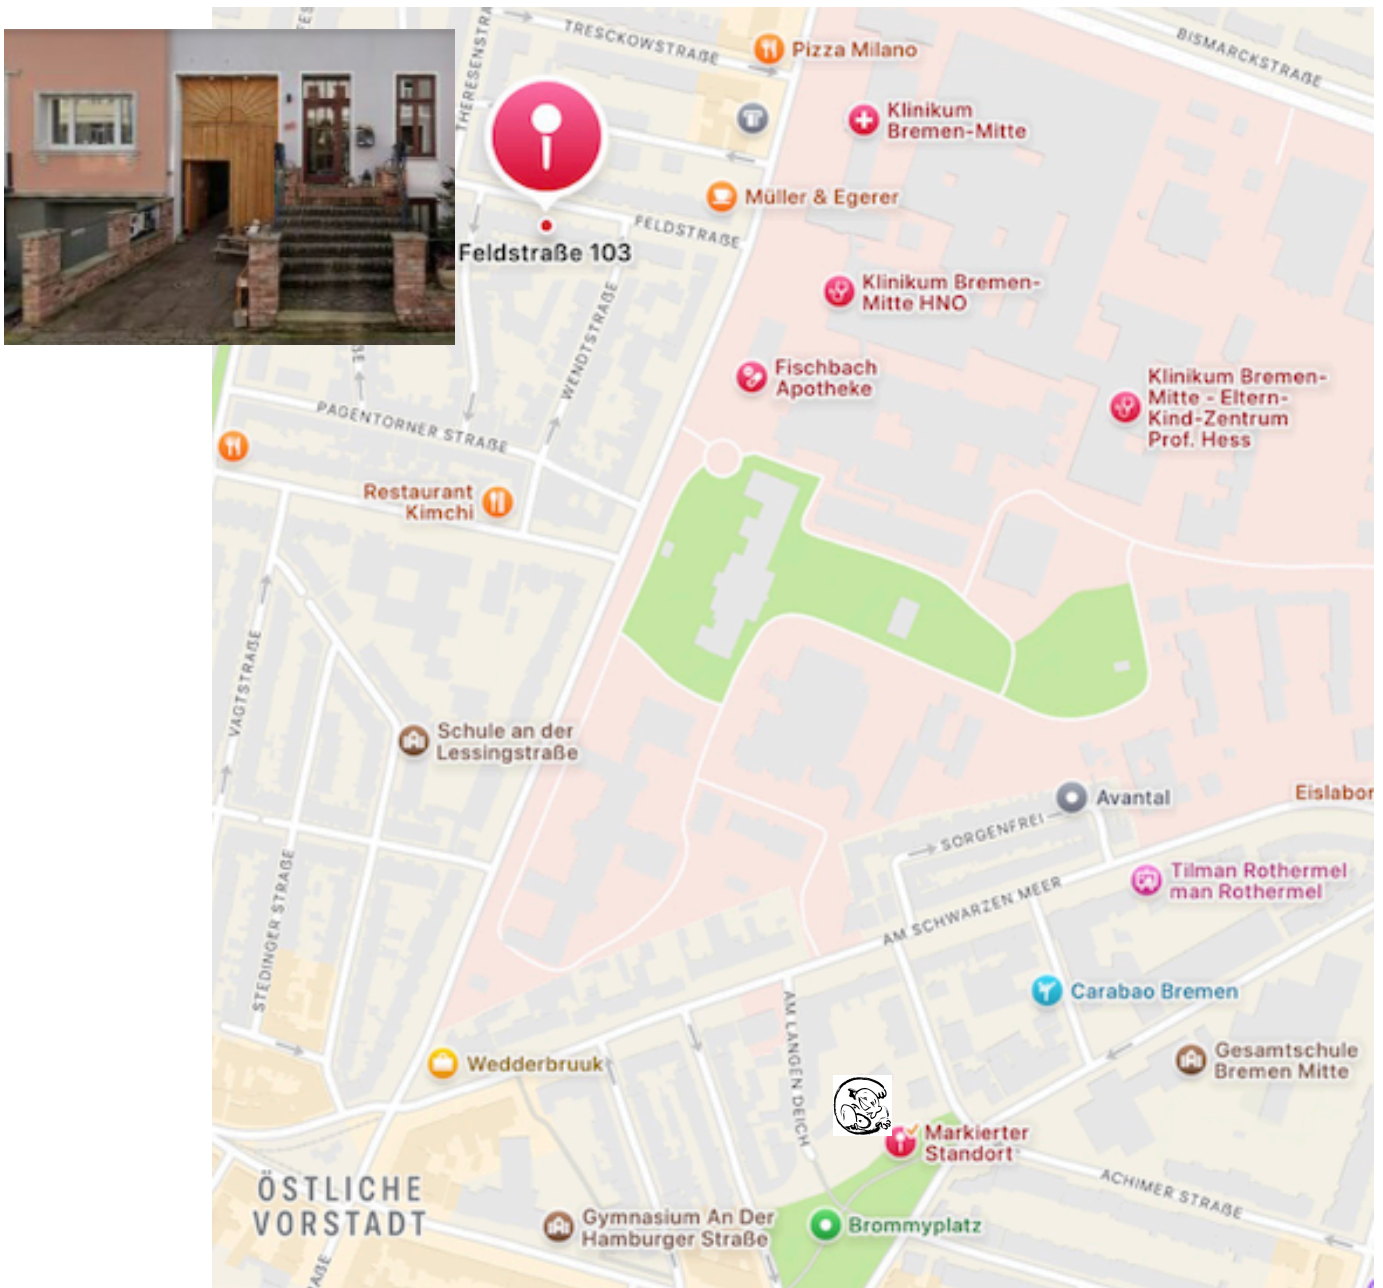 TRESCKOWSTRAßE
Pizza Milano
BISMARCKSTRAßE
Klinikum
Bremen-Mitte
Müller & Egerer
FELDSTRAßE
Feldstraße 103
Klinikum Bremen-
Mitte HNO
WENDTSTRAßE
Fischbach
Apotheke
Klinikum Bremen-
Mitte - Eltern-
Kind-Zentrum
Prof. Hess
PAGENTORNER STRAßE
Restaurant
Kimchi
VAGTSTRAßE
Schule an der
Lessingstraße
Avantal
Eislabor
SORGENFREI
Tilman Rothermel
man Rothermel
AM SCHWARZEN MEER
STEDINGER STRAßE
Carabao Bremen
AM LANGEN DEICH
Wedderbruuk
Gesamtschule
Bremen Mitte
Markierter
Standort
ACHIMER STRAßE
ÖSTLICHE
VORSTADT
Gymnasium An Der
Hamburger Straße
Brommyplatz